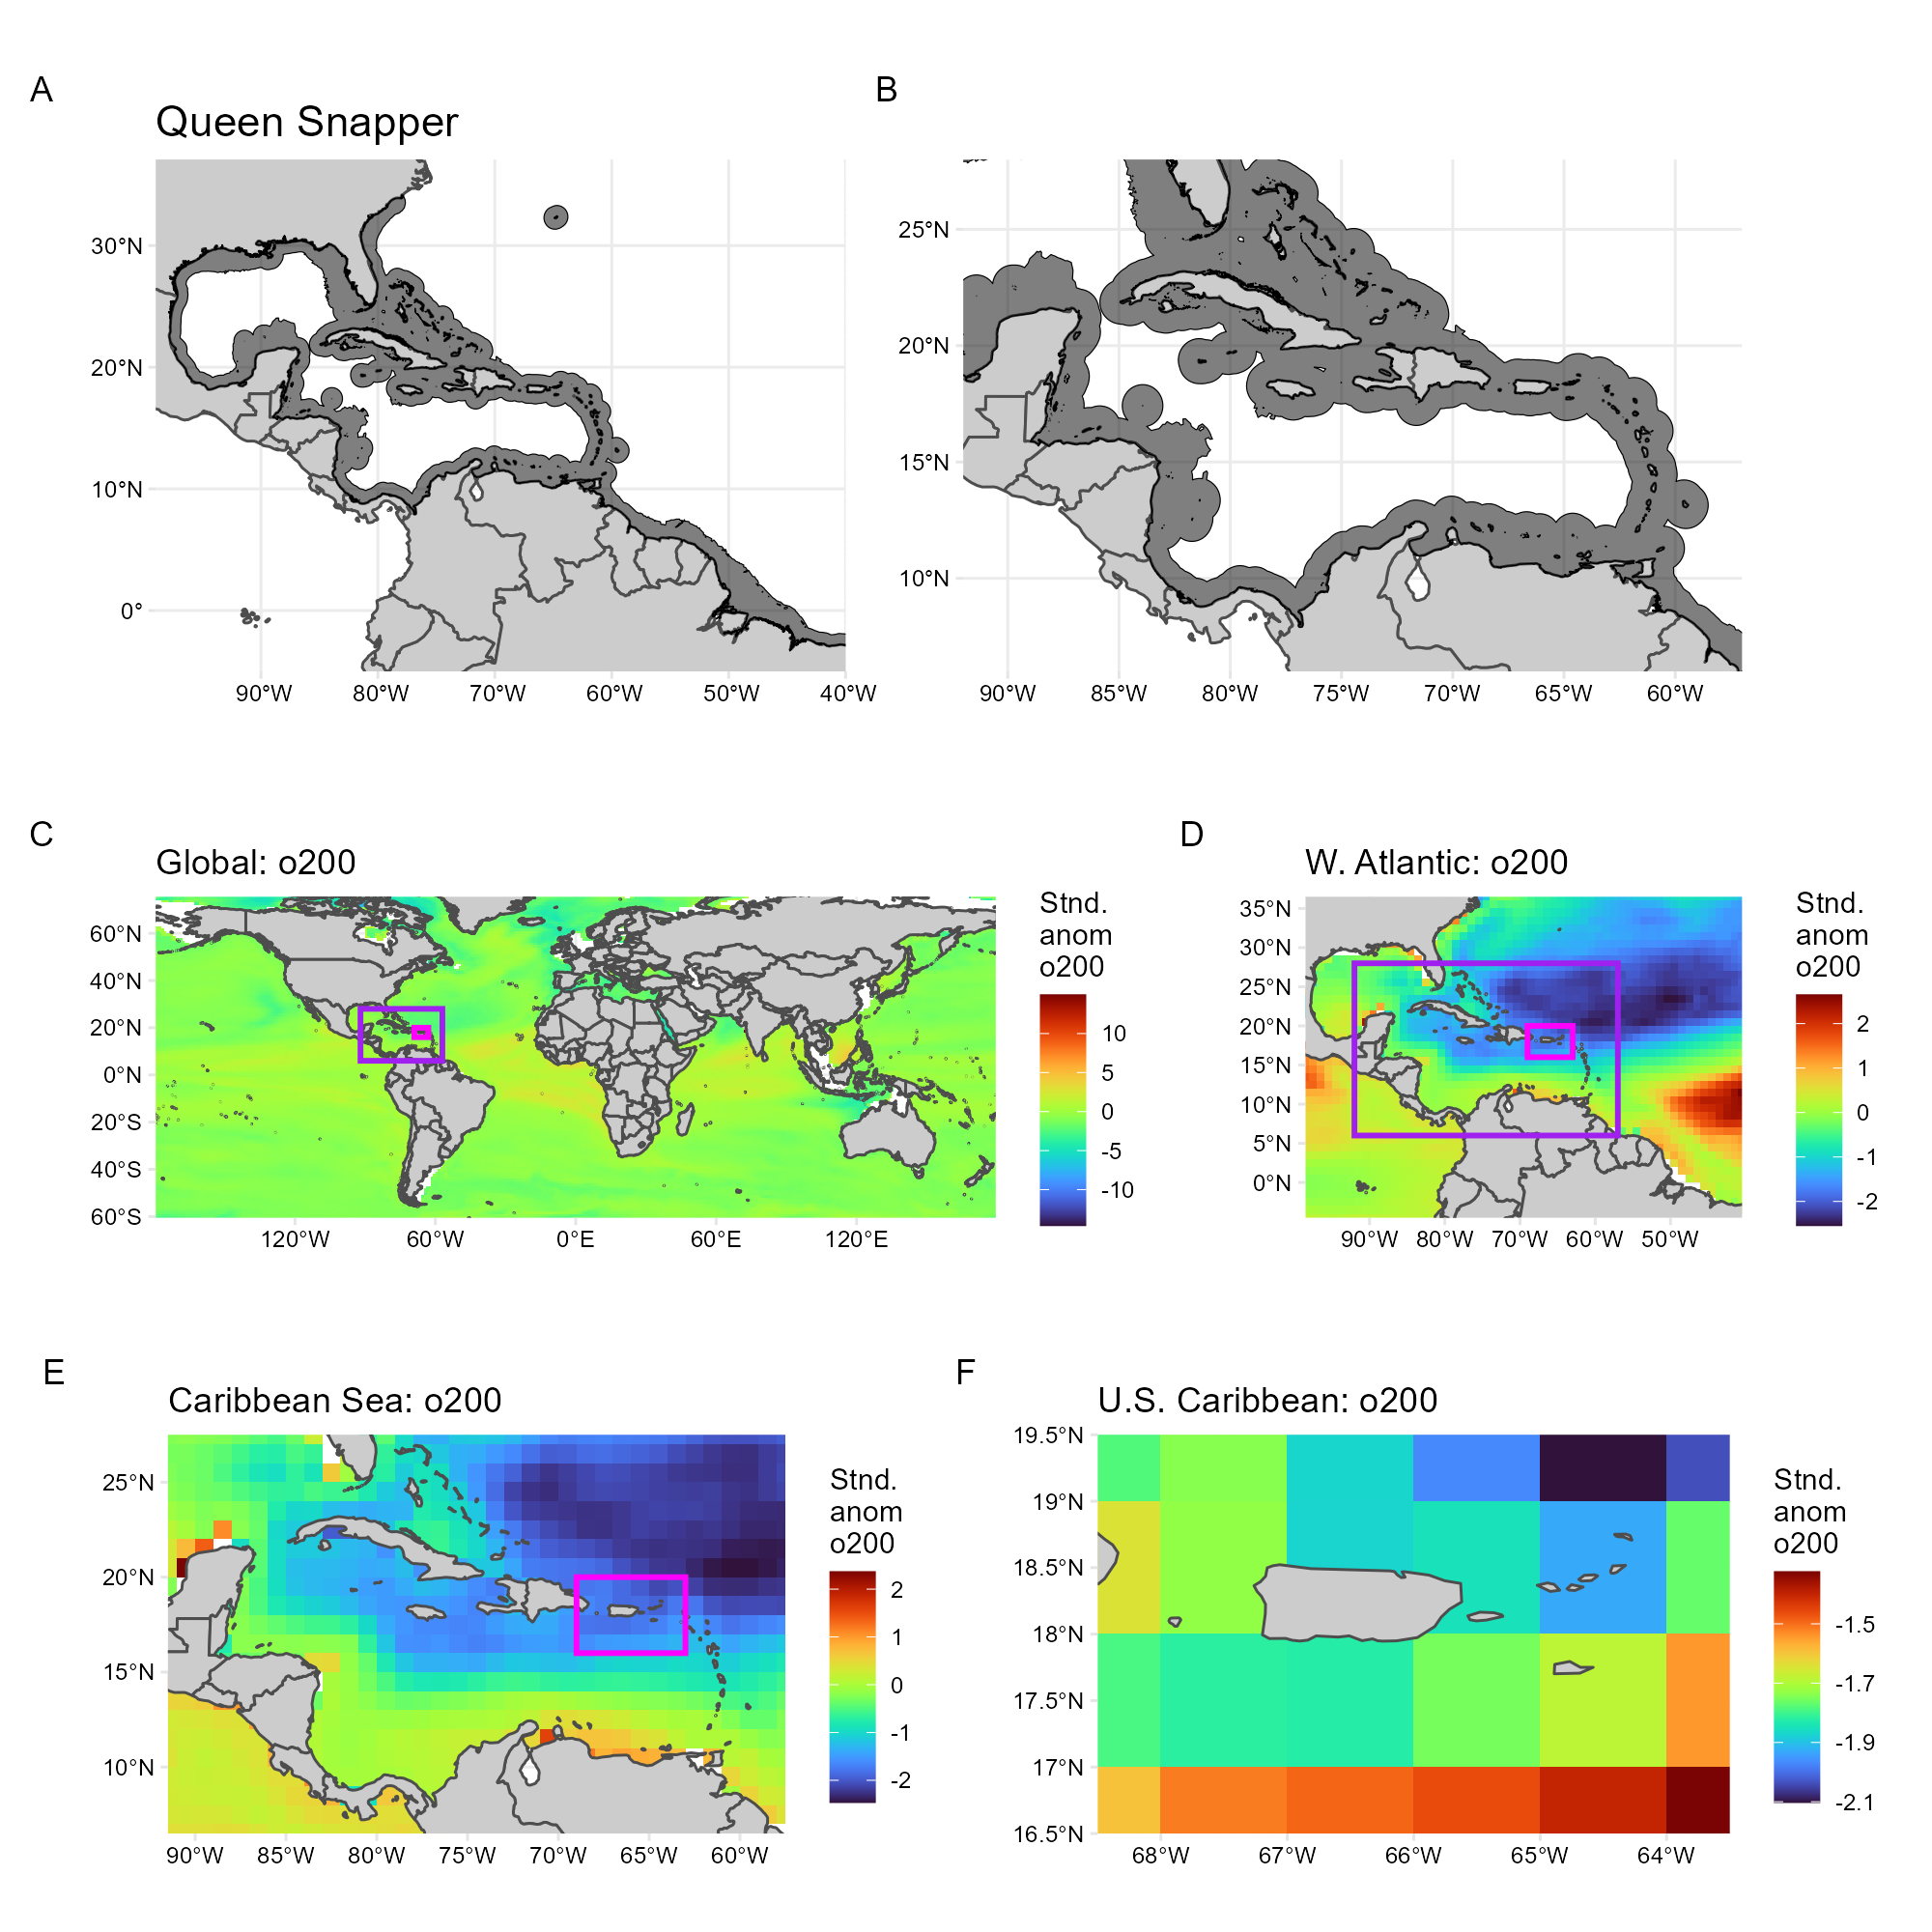 A
B
Queen Snapper
30°N
20°N
10°N
0°
90°W 80°W 70°W 60°W 50°W 40°W
25°N
20°N
15°N
10°N
90°W 85°W 80°W 75°W 70°W 65°W 60°W
C
Global: o200
60°N
40°N
20°N
0°N
20°S
40°S
60°S
120°W 60°W 0°E 60°E 120°E
Stnd.
anom
o200
10
5
0
-5
-10
D
W. Atlantic: o200
35°N
30°N
25°N
20°N
15°N
10°N
5°N
0°N
90°W 80°W 70°W 60°W 50°W
Stnd.
anom
o200
2
1
0
-1
-2
E
Caribbean Sea: o200
25°N
20°N
15°N
10°N
90°W 85°W 80°W 75°W 70°W 65°W 60°W
Stnd.
anom
o200
2
1
0
-1
-2
F
U.S. Caribbean: o200
19.5°N
19°N
18.5°N
18°N
17.5°N
17°N
16.5°N
68°W 67°W 66°W 65°W 64°W
Stnd.
anom
o200
-1.5
-1.7
-1.9
-2.1